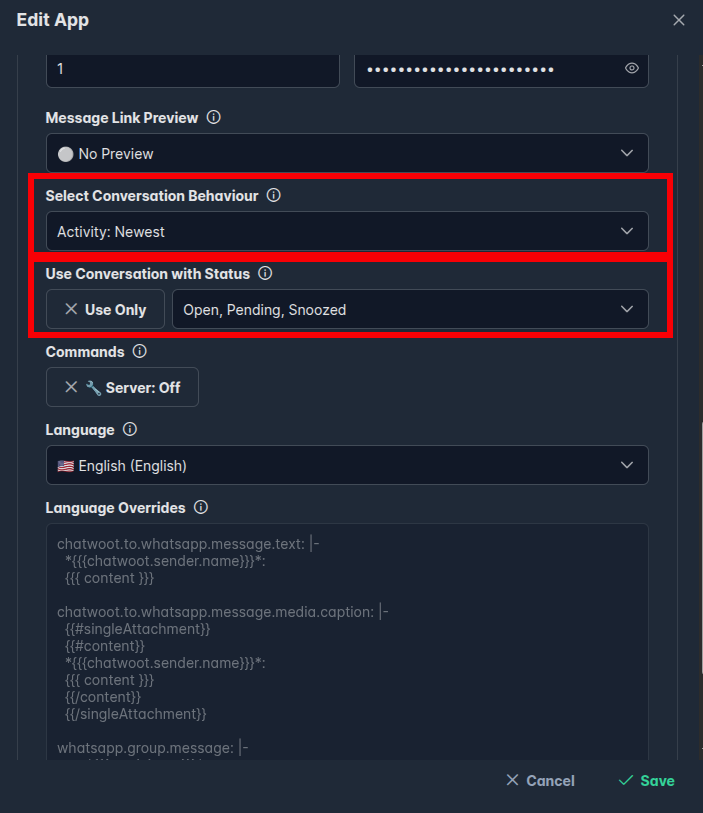 Edit App
1
Message Link Preview
No Preview
Select Conversation Behaviour
Activity: Newest
Use Conversation with Status
Use Only
Open, Pending, Snoozed
Commands
Server: Off
Language
English (English)
Language Overrides
chatwoot.to.whatsapp.message.text: |-
*{{{chatwoot.sender.name}}}*:
{{{ content }}}
chatwoot.to.whatsapp.message.media.caption: |-
{{#singleAttachment}}
{{#content}}
*{{{chatwoot.sender.name}}}*:
{{{ content }}}
{{/content}}
{{/singleAttachment}}
whatsapp.group.message: |-
Cancel
Save